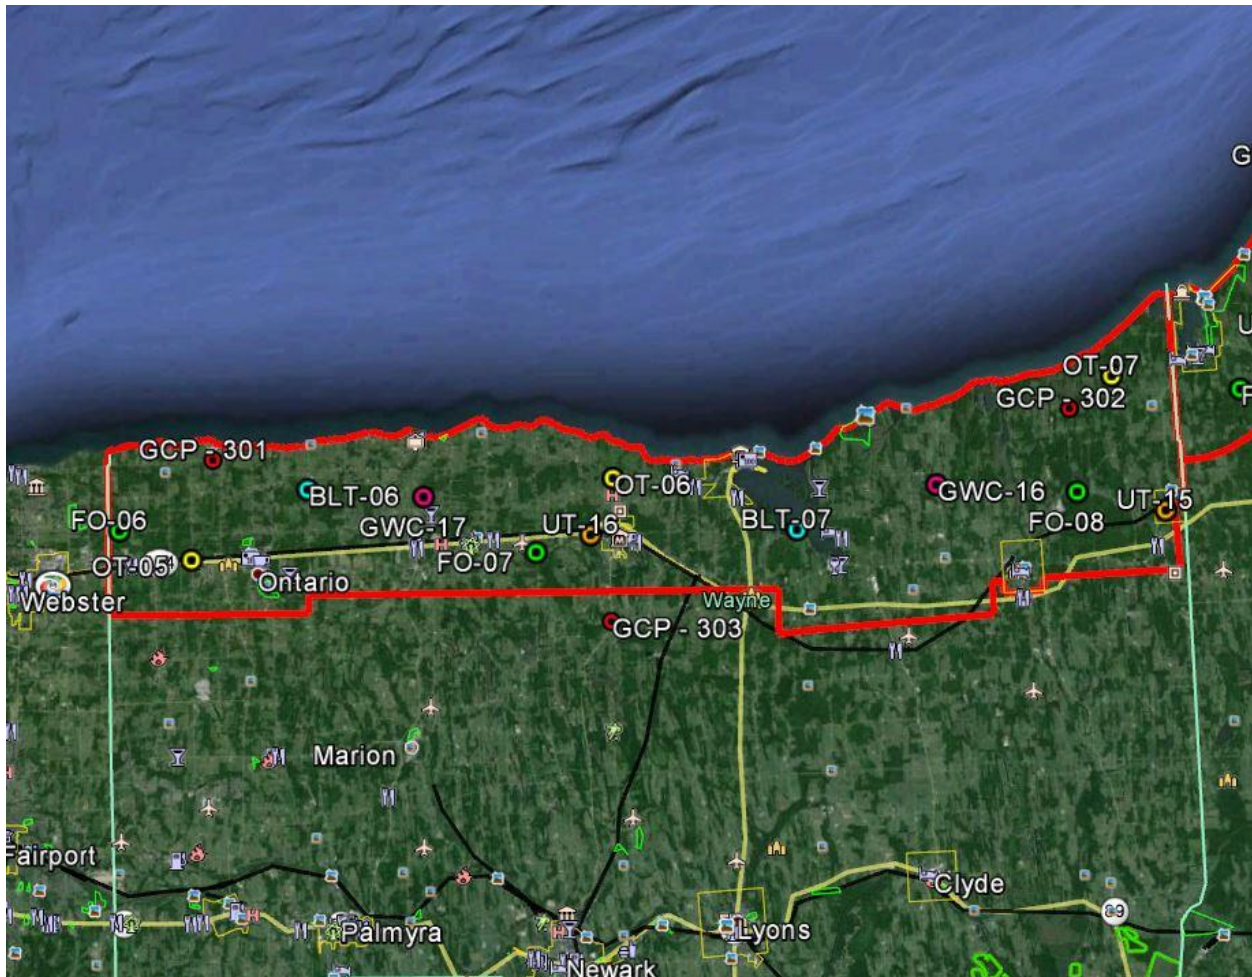 G
U
OT-07
GCP - 302
F
GCP - 301
BLT-06
OT-06
GWC-16
UT-15
FO-06
GWC-17
UT-16
BLT-07
FO-08
OT-05
FO-07
Ontario
Webster
Wayne
GCP - 303
Marion
Fairport
Clyde
Palmyra
Lyons
Newark